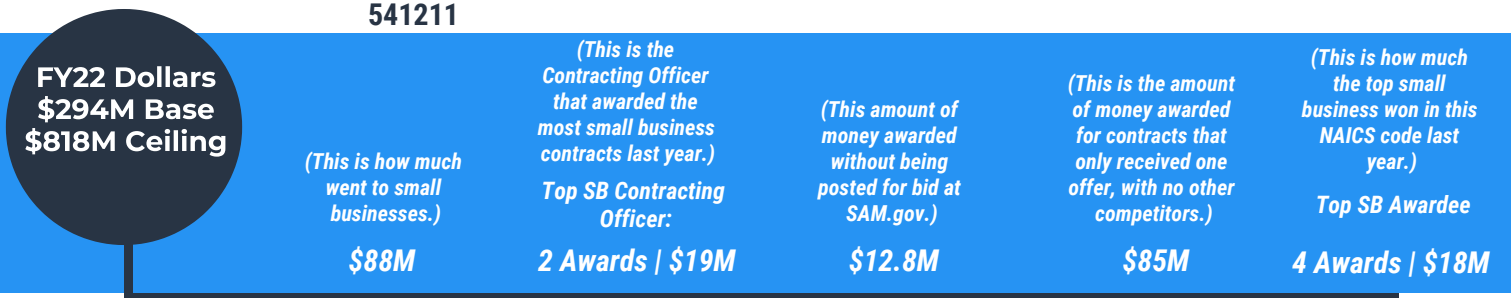 541211
FY22 Dollars
$294M Base
$818M Ceiling
(This is how much
went to small
businesses.)
$88M
(This is the
Contracting Officer
that awarded the
most small business
contracts last year.)
Top SB Contracting
Officer:
2 Awards | $19M
(This amount of
money awarded
without being
posted for bid at
SAM.gov.)
$12.8M
(This is the amount
of money awarded
for contracts that
only received one
offer, with no other
competitors.)
$85M
(This is how much
the top small
business won in this
NAICS code last
year.)
Top SB Awardee
4 Awards | $18M